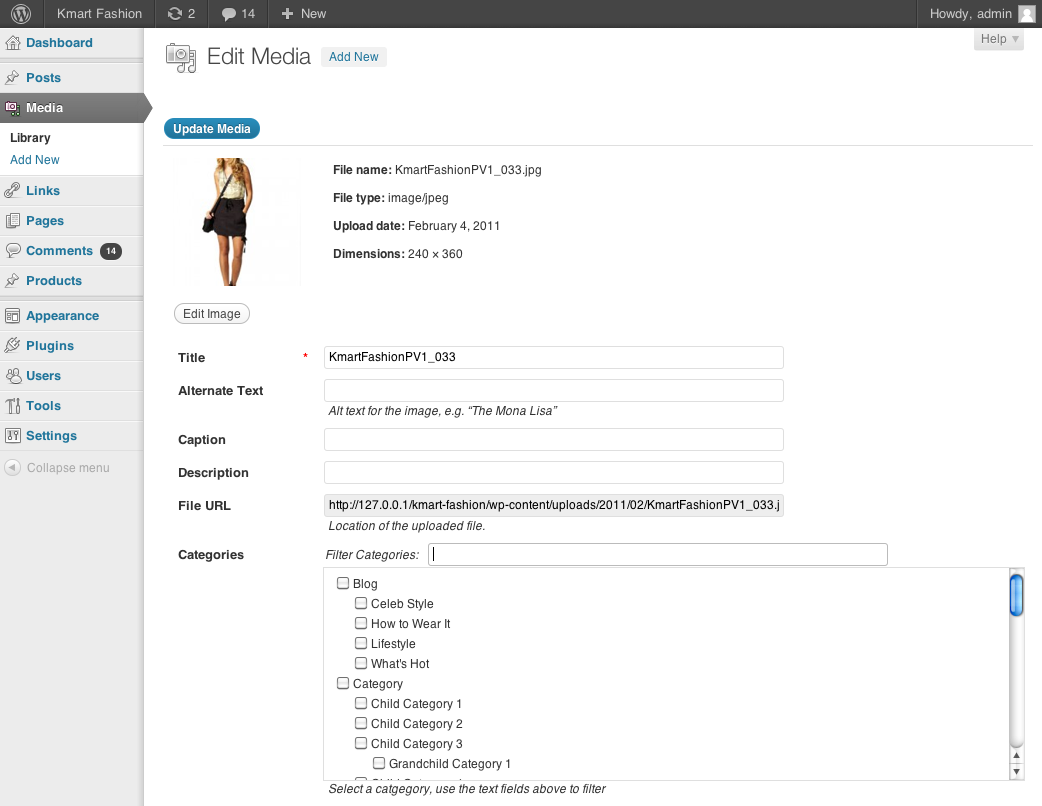 Kmart Fashion 2 14 New Howdy, admin
Help
Dashboard
Posts
Media
Library
Add New
Links
Pages
Comments 14
Products
Appearance
Plugins
Users
Tools
Settings
Collapse menu
Edit Media Add New
Update Media
File name: KmartFashionPV1_033.jpg
File type: image/jpeg
Upload date: February 4, 2011
Dimensions: 240 × 360
Edit Image
Title * KmartFashionPV1_033
Alternate Text
Alt text for the image, e.g. “The Mona Lisa”
Caption
Description
File URL http://127.0.0.1/kmart-fashion/wp-content/uploads/2011/02/KmartFashionPV1_033.j
Location of the uploaded file.
Categories Filter Categories:
Blog
Celeb Style
How to Wear It
Lifestyle
What's Hot
Category
Child Category 1
Child Category 2
Child Category 3
Grandchild Category 1
Select a catgegory, use the text fields above to filter